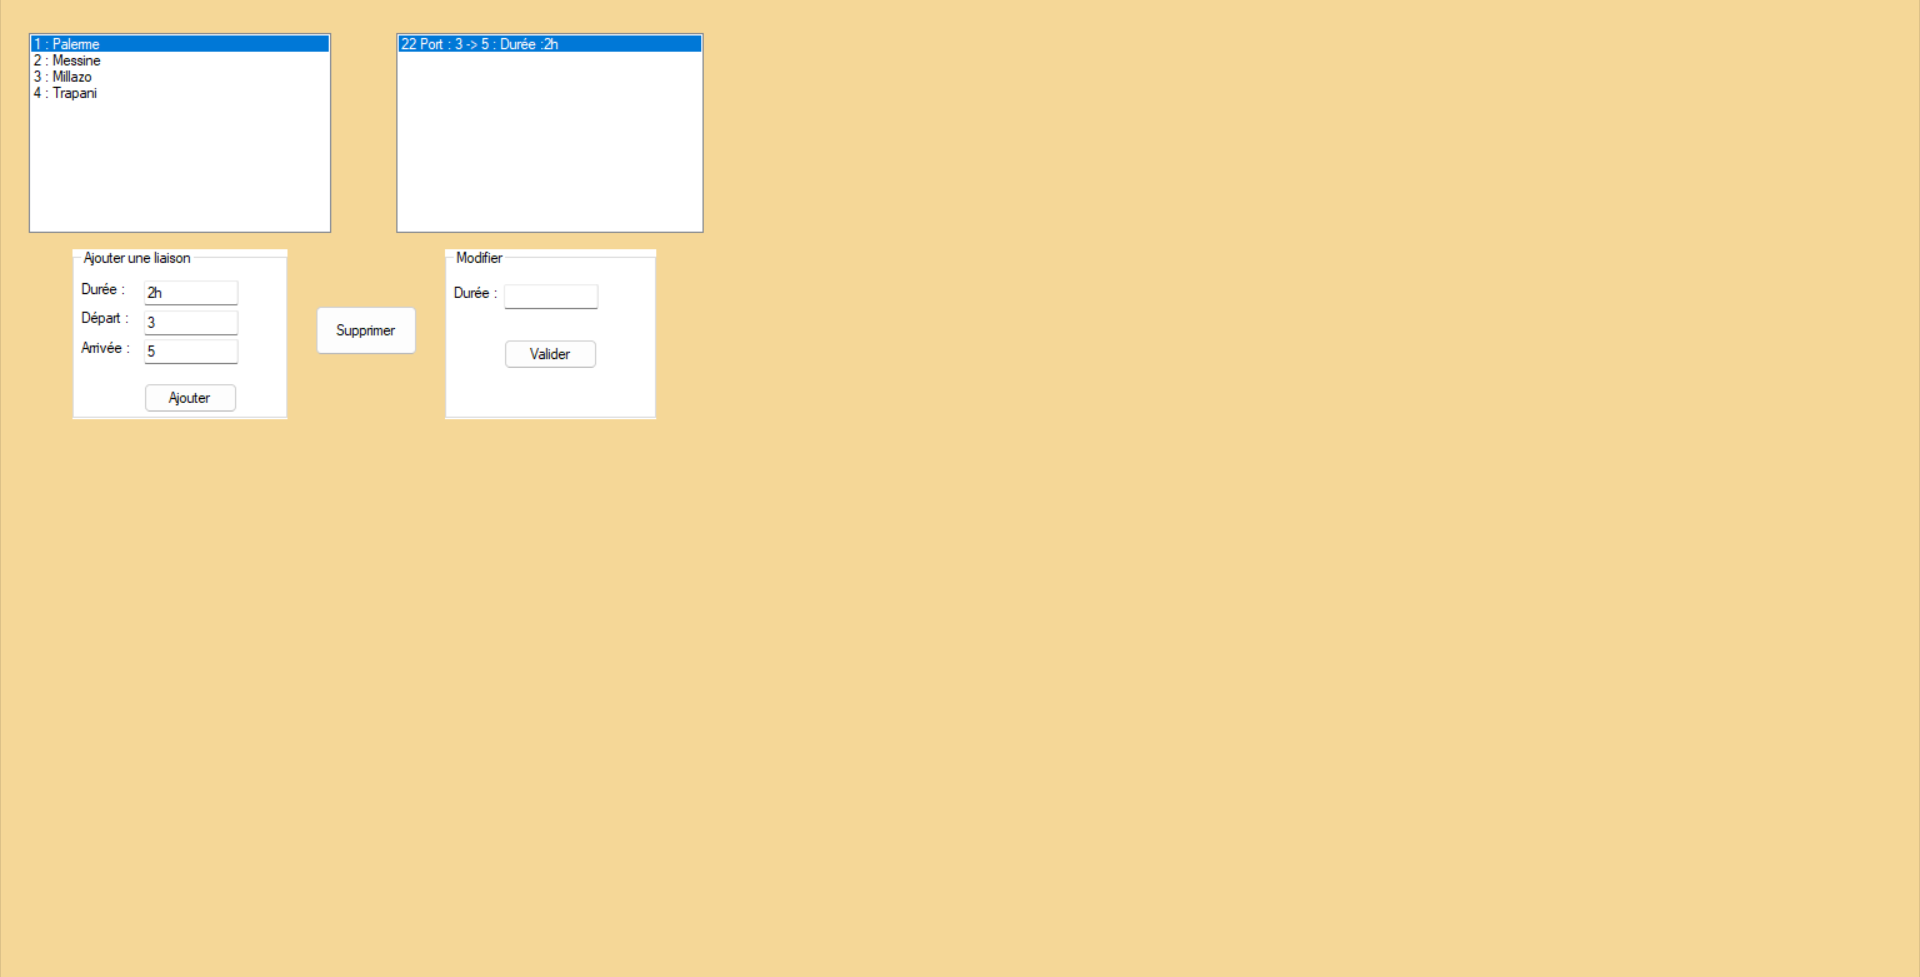 1 : Palerme
2 : Messine
3 : Millazo
4 : Trapani
22 Port : 3 -> 5 : Durée :2h
Ajouter une liaison
Durée : 2h
Départ : 3
Arrivée : 5
Ajouter
Supprimer
Modifier
Durée :
Valider